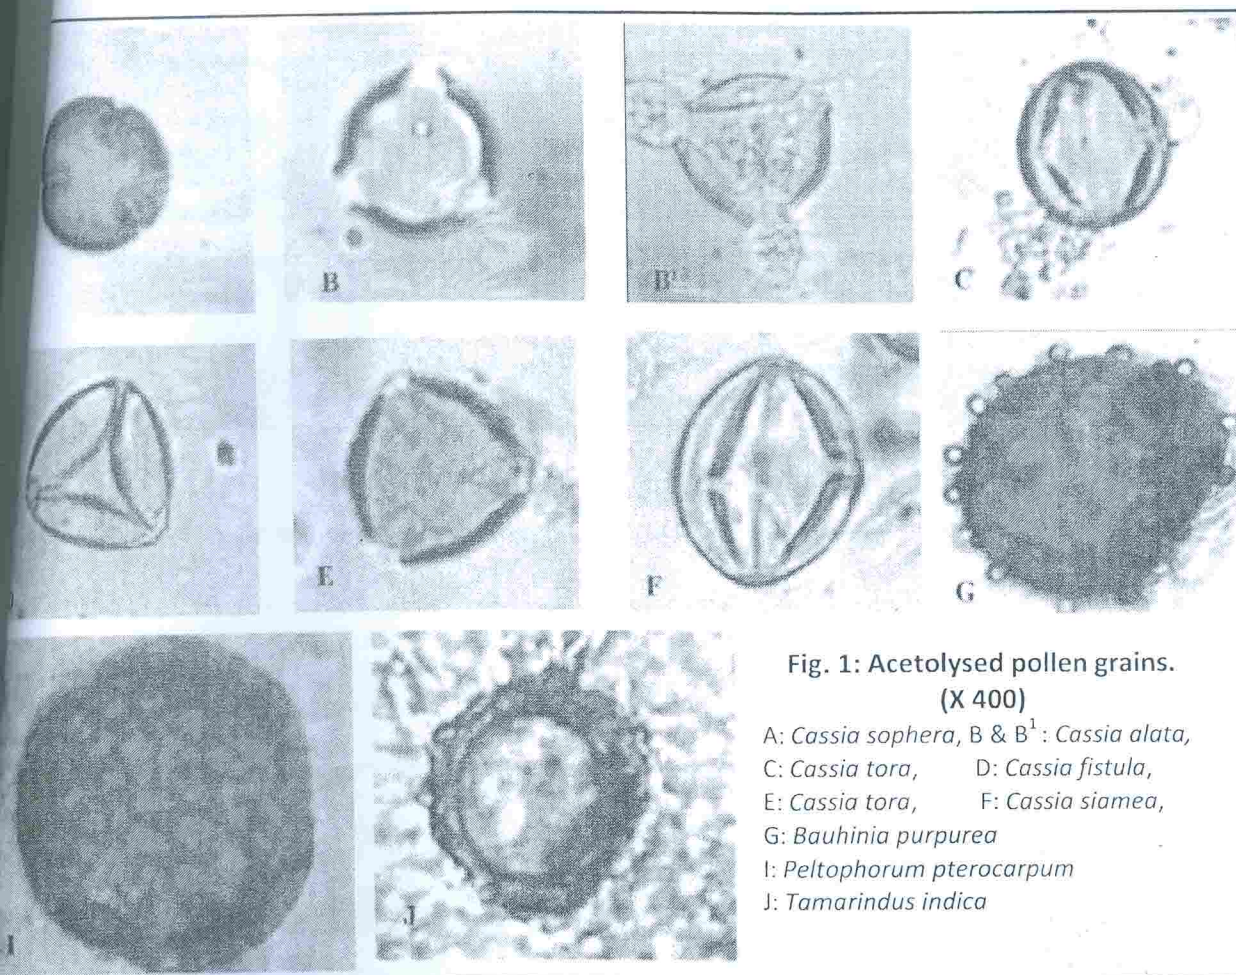 B
B¹
C
E
F
G
I
J
Fig. 1: Acetolysed pollen grains.
(X 400)
A: Cassia sophera, B & B¹ : Cassia alata,
C: Cassia tora, D: Cassia fistula,
E: Cassia tora, F: Cassia siamea,
G: Bauhinia purpurea
I: Peltophorum pterocarpum
J: Tamarindus indica